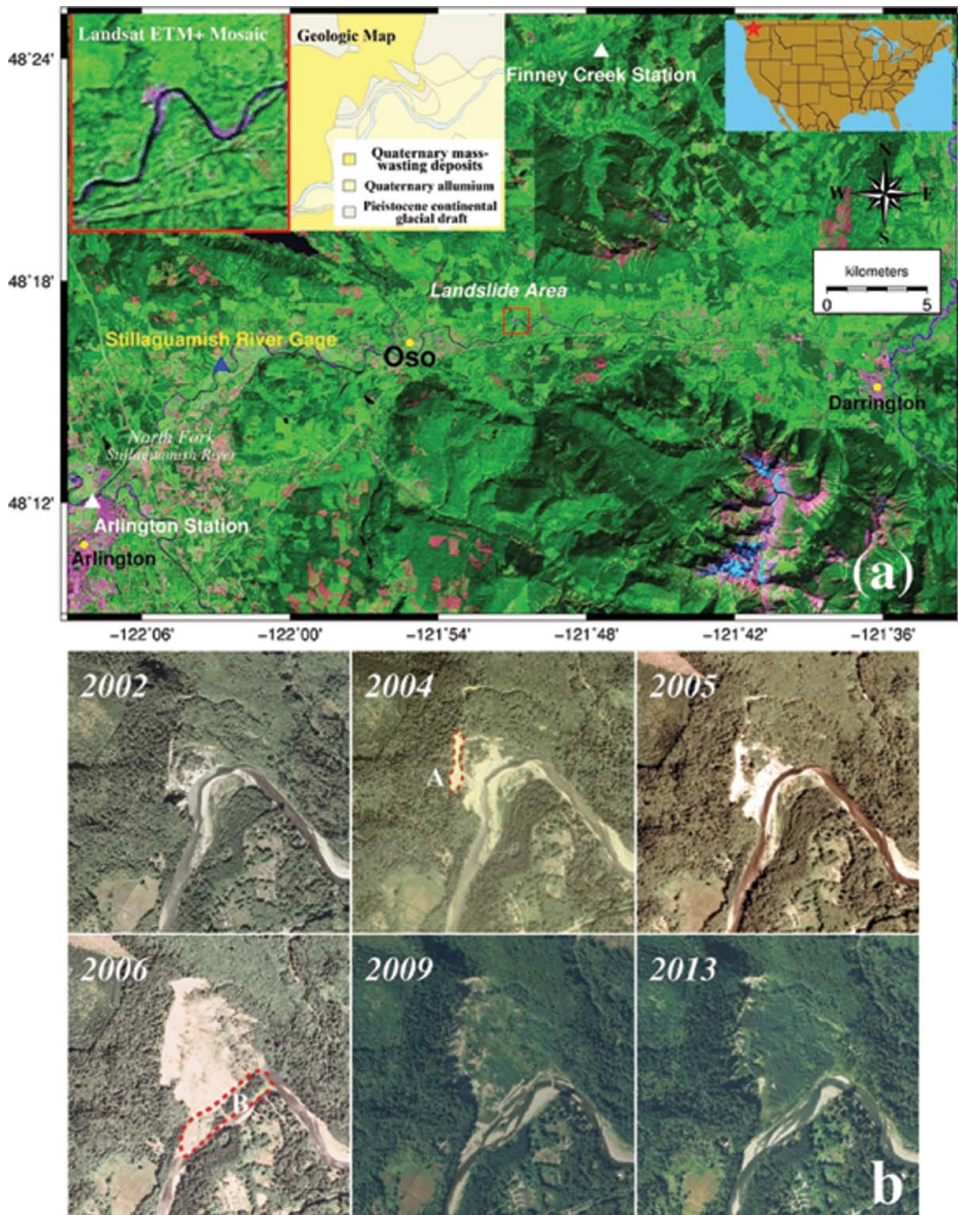 Landsat ETM+ Mosaic
Geologic Map
Quaternary mass-
wasting deposits
Quaternary allumium
Pieistocene continental
glacial draft
Finney Creek Station
N
W
E
S
kilometers
0 5
48°24'
48°18'
48°12'
Landslide Area
Stillaguamish River Gage
Oso
Darrington
North Fork
Stillaguamish River
Arlington Station
Arlington
(a)
−122°06' −122°00' −121°54' −121°48' −121°42' −121°36'
2002 2004 2005
A
2006 2009 2013
B
b